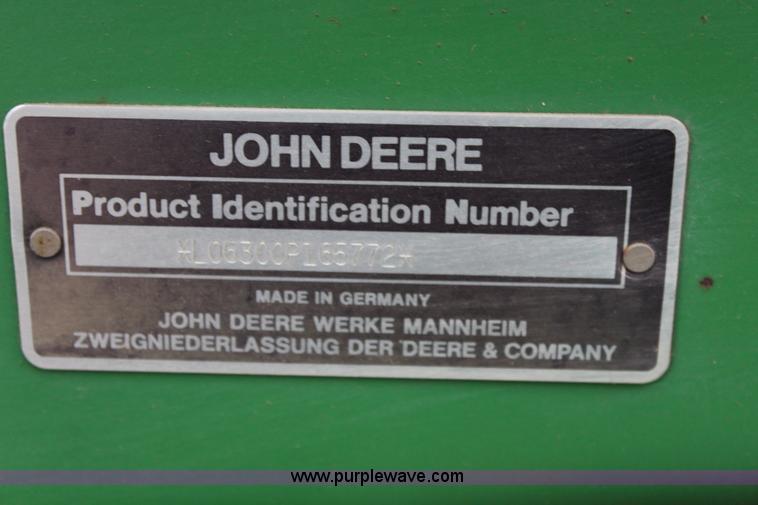 JOHN DEERE
Product Identification Number
*L06300P165772*
MADE IN GERMANY
JOHN DEERE WERKE MANNHEIM
ZWEIGNIEDERLASSUNG DER DEERE & COMPANY
www.purplewave.com